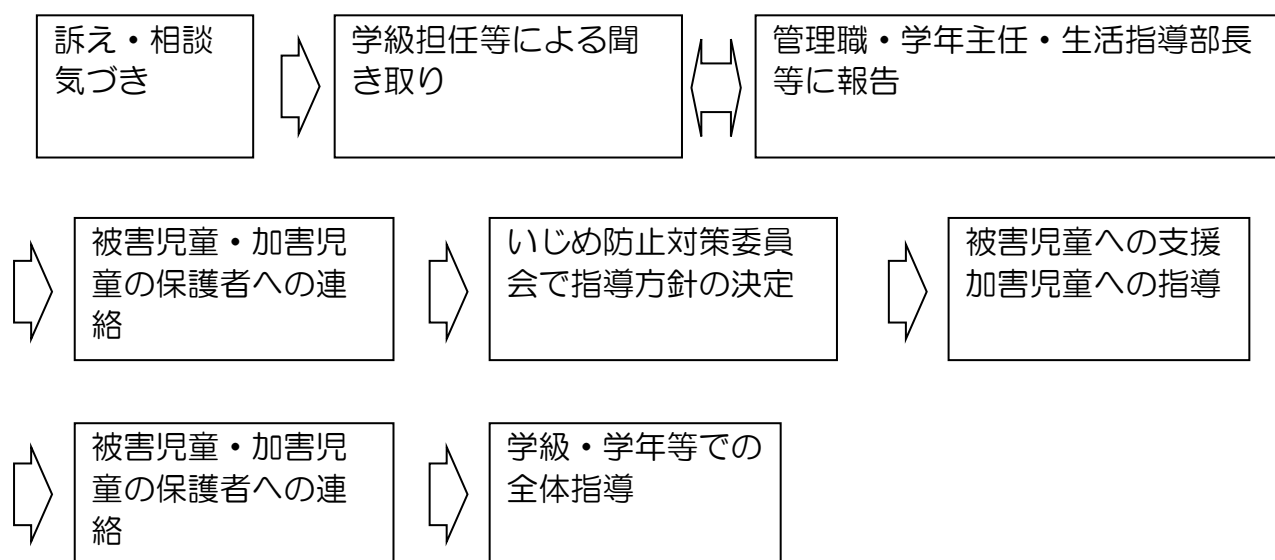 訴え・相談
気づき
学級担任等による聞
き取り
管理職・学年主任・生活指導部長
等に報告
被害児童・加害児
童の保護者への連
絡
いじめ防止対策委員
会で指導方針の決定
被害児童への支援
加害児童への指導
被害児童・加害児
童の保護者への連
絡
学級・学年等での
全体指導